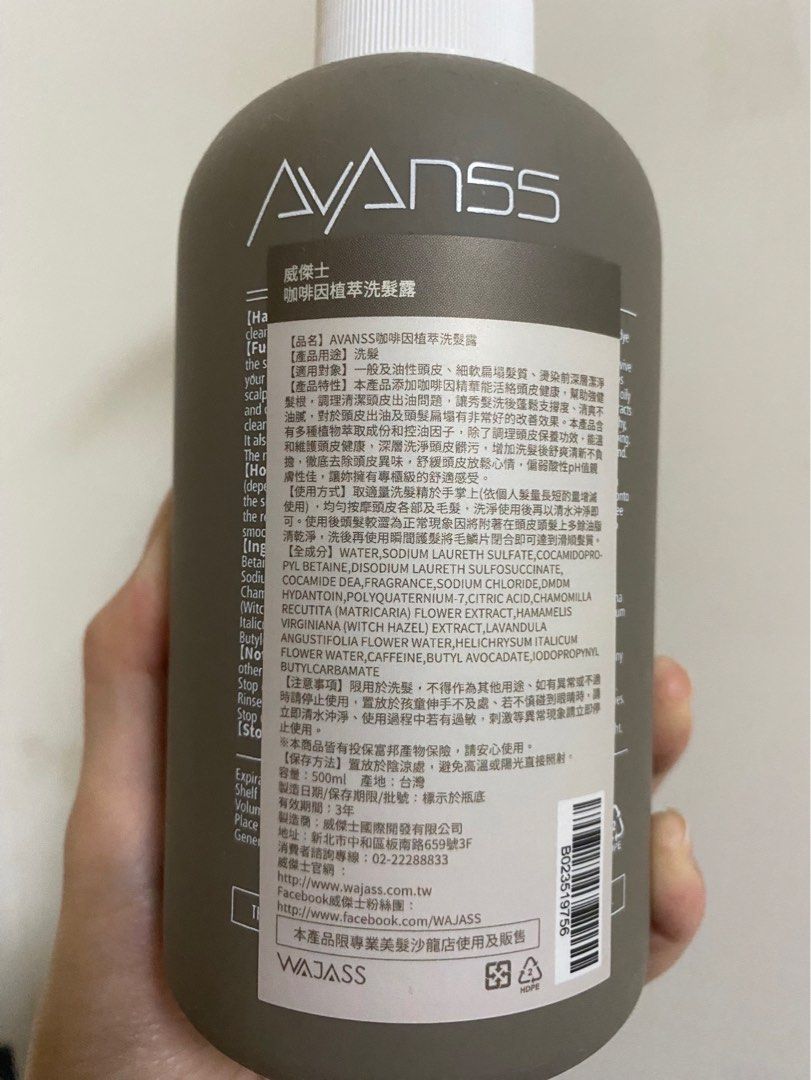 AVANSS
威傑士
咖啡因植萃洗髮露
【品名】AVANSS咖啡因植萃洗髮露
【產品用途】洗髮
【適用對象】一般及油性頭皮、細軟扁塌髮質、燙染前深層潔淨
【產品特性】本產品添加咖啡因精華能活絡頭皮健康，幫助強健
髮根，調理清潔頭皮出油問題，讓秀髮洗後蓬鬆支撐度、清爽不
油膩，對於頭皮出油及頭髮扁塌有非常好的改善效果。本產品含
有多種植物萃取成份和控油因子，除了調理頭皮保養功效，能溫
和維護頭皮健康，深層洗淨頭皮髒污，增加洗髮後舒爽清新不負
擔，徹底去除頭皮異味，舒緩頭皮放鬆心情，偏弱酸性pH值親
膚性佳，讓妳擁有專櫃級的舒適感受。
【使用方式】取適量洗髮精於手掌上(依個人髮量長短酌量增減
使用)，均勻按摩頭皮各部及毛髮，洗淨使用後再以清水沖淨即
可。使用後頭髮較澀為正常現象因將附著在頭皮頭髮上多餘油脂
清乾淨，洗後再使用瞬間護髮將毛鱗片閉合即可達到滑順髮質。
【全成分】WATER,SODIUM LAURETH SULFATE,COCAMIDOPRO-
PYL BETAINE,DISODIUM LAURETH SULFOSUCCINATE,
COCAMIDE DEA,FRAGRANCE,SODIUM CHLORIDE,DMDM
HYDANTOIN,POLYQUATERNIUM-7,CITRIC ACID,CHAMOMILLA
RECUTITA (MATRICARIA) FLOWER EXTRACT,HAMAMELIS
VIRGINIANA (WITCH HAZEL) EXTRACT,LAVANDULA
ANGUSTIFOLIA FLOWER WATER,HELICHRYSUM ITALICUM
FLOWER WATER,CAFFEINE,BUTYL AVOCADATE,IODOPROPYNYL
BUTYLCARBAMATE
【注意事項】限用於洗髮，不得作為其他用途、如有異常或不適
時請停止使用，置放於孩童伸手不及處、若不慎碰到眼睛時，請
立即清水沖淨、使用過程中若有過敏，刺激等異常現象請立即停
止使用。
※本商品皆有投保富邦產物保險，請安心使用。
【保存方法】置放於陰涼處，避免高溫或陽光直接照射。
容量：500ml 產地：台灣
製造日期/保存期限/批號：標示於瓶底
有效期間：3年
製造商：威傑士國際開發有限公司
地址：新北市中和區板南路659號3F
消費者諮詢專線：02-22288833
威傑士官網：
http://www.wajass.com.tw
Facebook威傑士粉絲團：
http://www.facebook.com/WAJASS
本產品限專業美髮沙龍店使用及販售
WAJASS
2
HDPE
B023519756